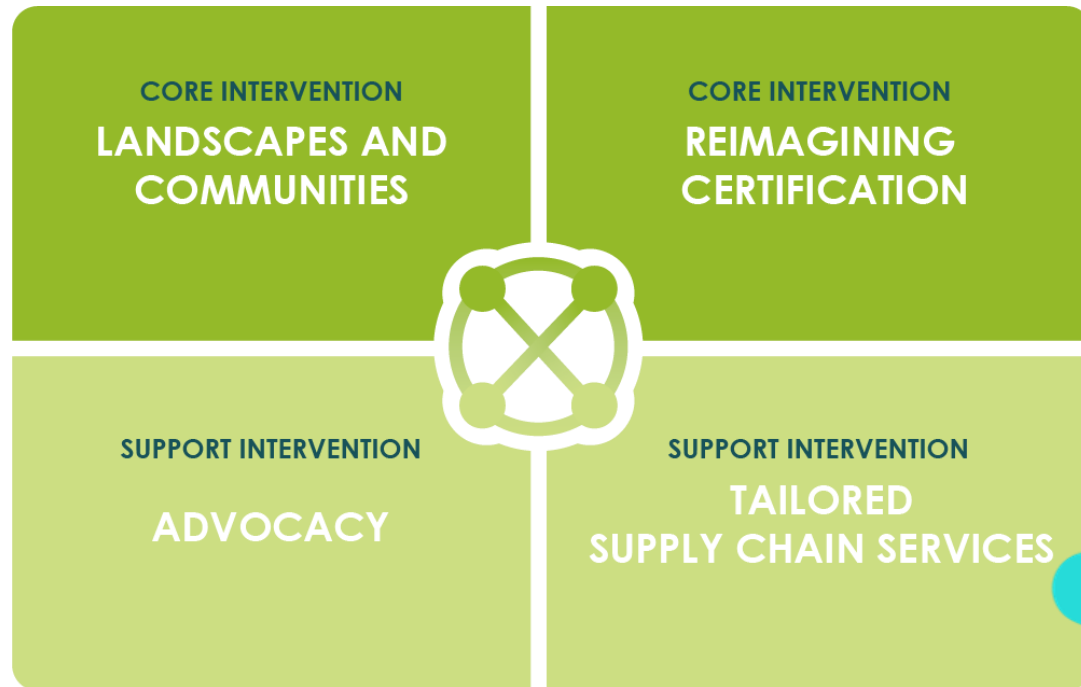 CORE INTERVENTION
LANDSCAPES AND
COMMUNITIES
CORE INTERVENTION
REIMAGINING
CERTIFICATION
SUPPORT INTERVENTION
ADVOCACY
SUPPORT INTERVENTION
TAILORED
SUPPLY CHAIN SERVICES